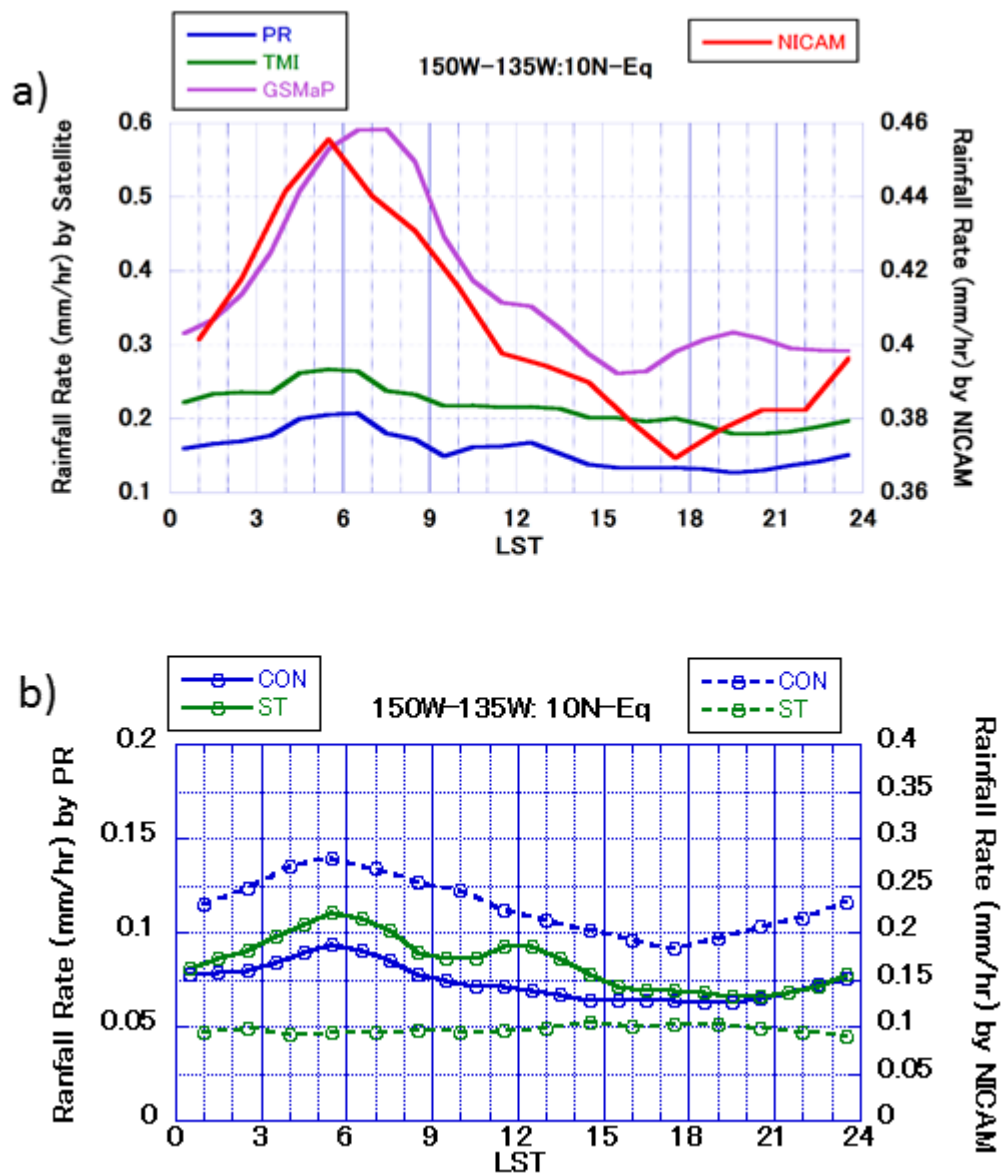 PR
TMI
GSMaP
150W-135W:10N-Eq
NICAM
a)
Rainfall Rate (mm/hr) by Satellite
0.6
0.5
0.4
0.3
0.2
0.1
0.46
0.44
0.42
0.4
0.38
0.36
Rainfall Rate (mm/hr) by NICAM
0 3 6 9 12 15 18 21 24
LST
b)
CON
ST
150W-135W: 10N-Eq
CON
ST
Ranfall Rate (mm/hr) by PR
0.2
0.15
0.1
0.05
0
0.4
0.35
0.3
0.25
0.2
0.15
0.1
0.05
0
Rainfall Rate (mm/hr) by NICAM
0 3 6 9 12 15 18 21 24
LST